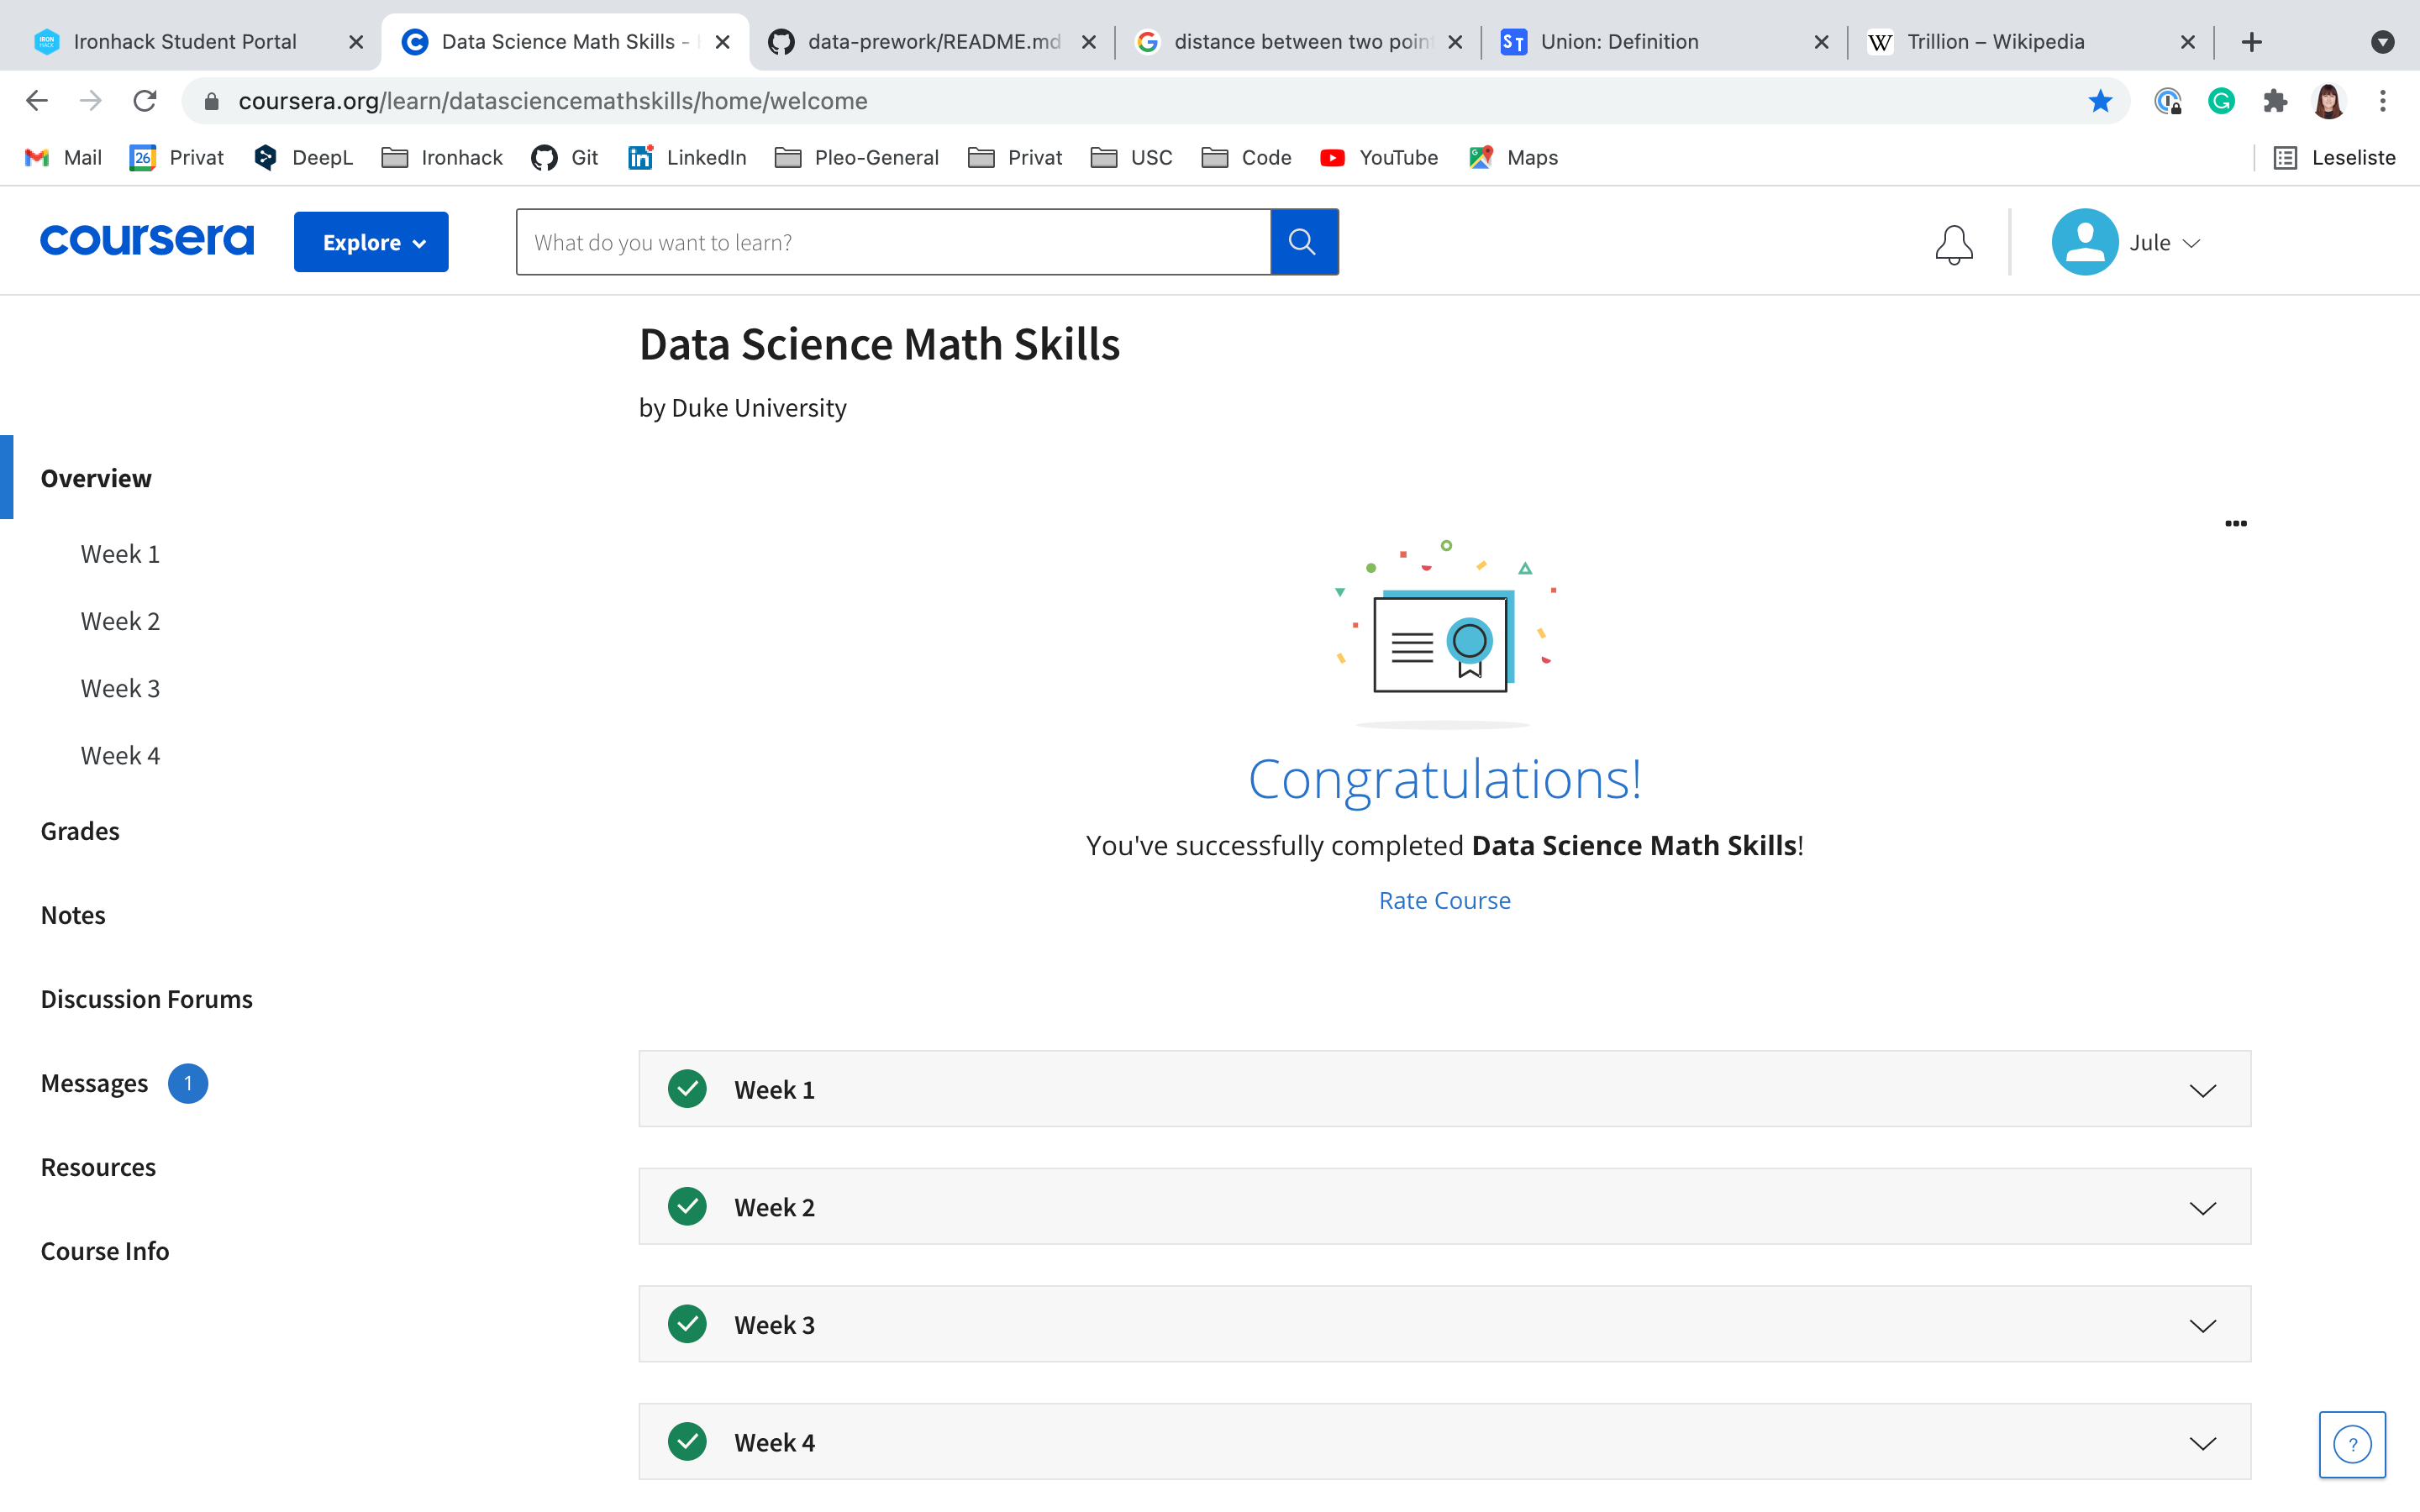 Ironhack Student Portal
Data Science Math Skills -
data-prework/README.md
distance between two poin
Union: Definition
Trillion – Wikipedia
coursera.org/learn/datasciencemathskills/home/welcome
Mail
26
Privat
DeepL
Ironhack
Git
LinkedIn
Pleo-General
Privat
USC
Code
YouTube
Maps
Leseliste
coursera
Explore
What do you want to learn?
Jule
Data Science Math Skills
by Duke University
Overview
Week 1
Week 2
Week 3
Week 4
Grades
Notes
Discussion Forums
Messages 1
Resources
Course Info
Congratulations!
You've successfully completed Data Science Math Skills!
Rate Course
Week 1
Week 2
Week 3
Week 4
?